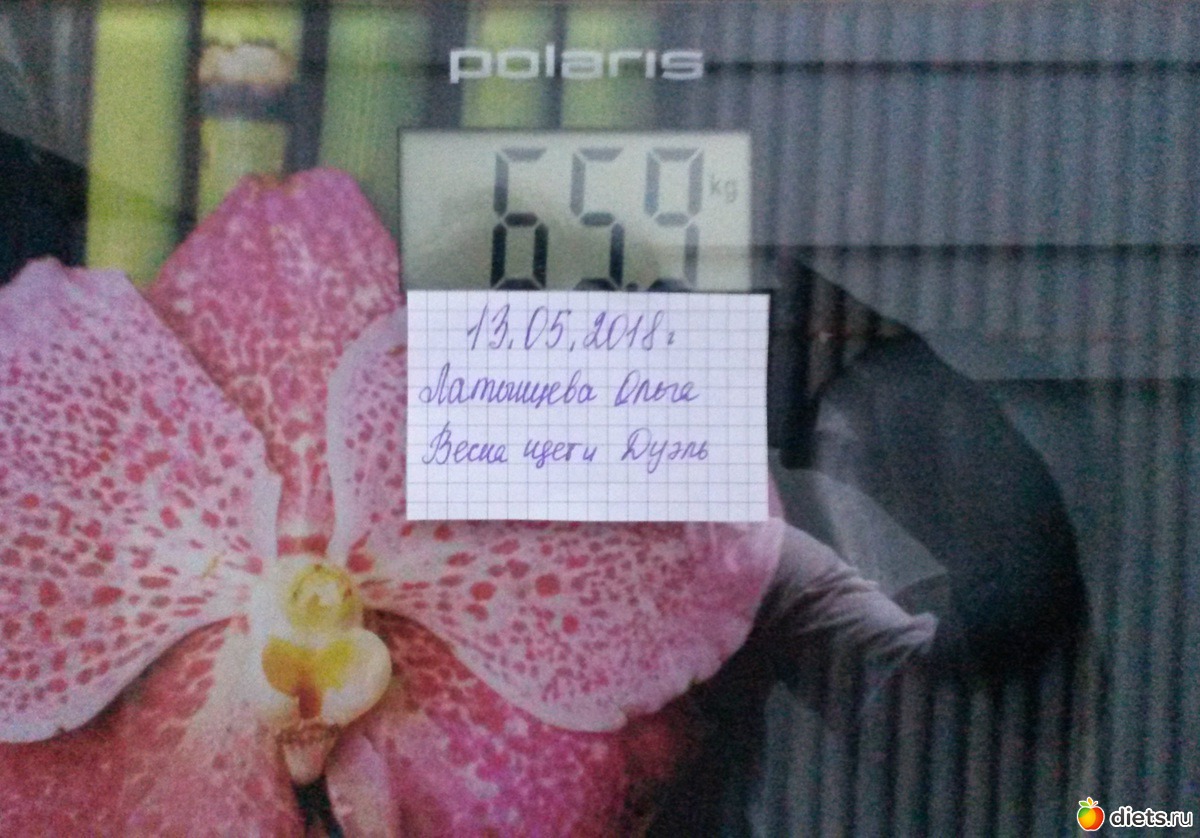 polaris
65.9 kg
13.05.2018г
Латышева Ольга
Весна цвети Дуэль
diets.ru